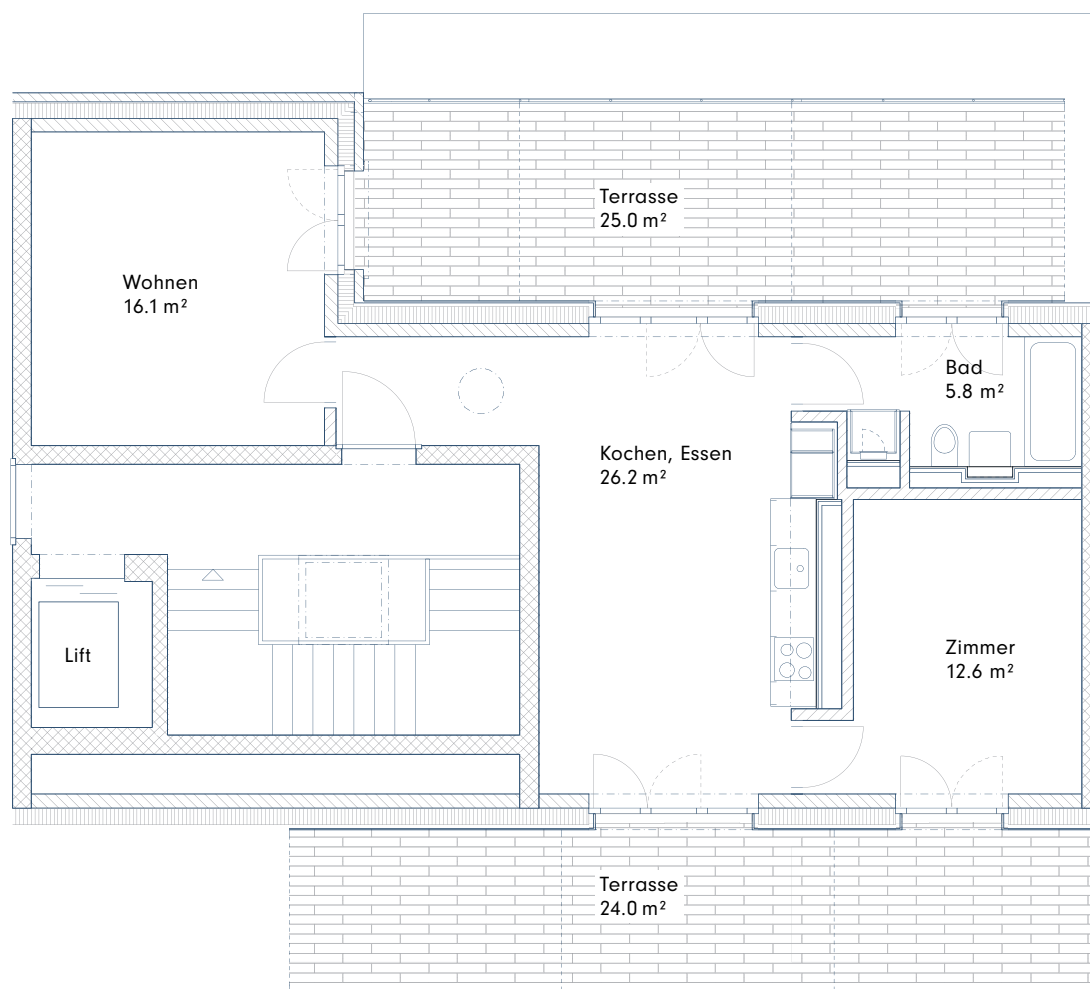 Terrasse
25.0 m²
Wohnen
16.1 m²
Bad
5.8 m²
Kochen, Essen
26.2 m²
Lift
Zimmer
12.6 m²
Terrasse
24.0 m²